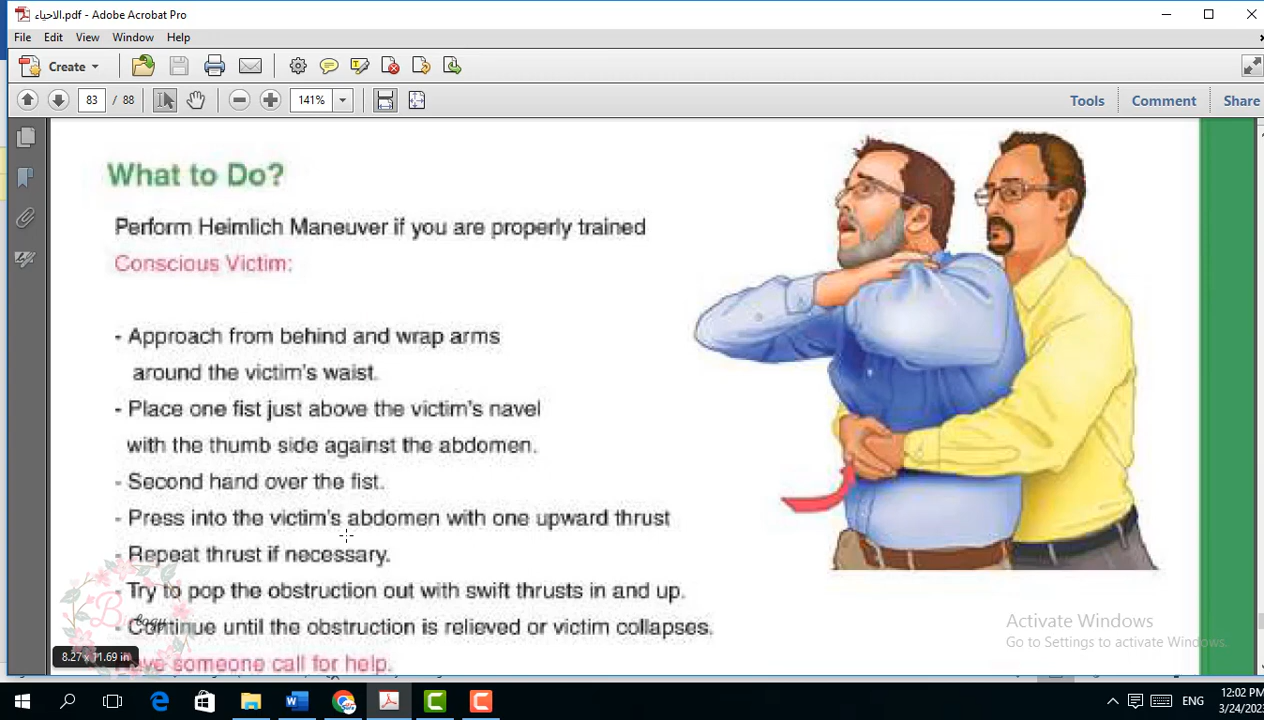 الاحياء.pdf - Adobe Acrobat Pro
File Edit View Window Help
Create
83 / 88 141% Tools Comment Share
What to Do?
Perform Heimlich Maneuver if you are properly trained
Conscious Victim:
- Approach from behind and wrap arms
around the victim's waist.
- Place one fist just above the victim's navel
with the thumb side against the abdomen.
- Second hand over the fist.
- Press into the victim's abdomen with one upward thrust
- Repeat thrust if necessary.
- Try to pop the obstruction out with swift thrusts in and up.
- Continue until the obstruction is relieved or victim collapses.
someone call for help.
Activate Windows
Go to Settings to activate Windows.
8.27 x 11.69 in
ENG
12:02 PM